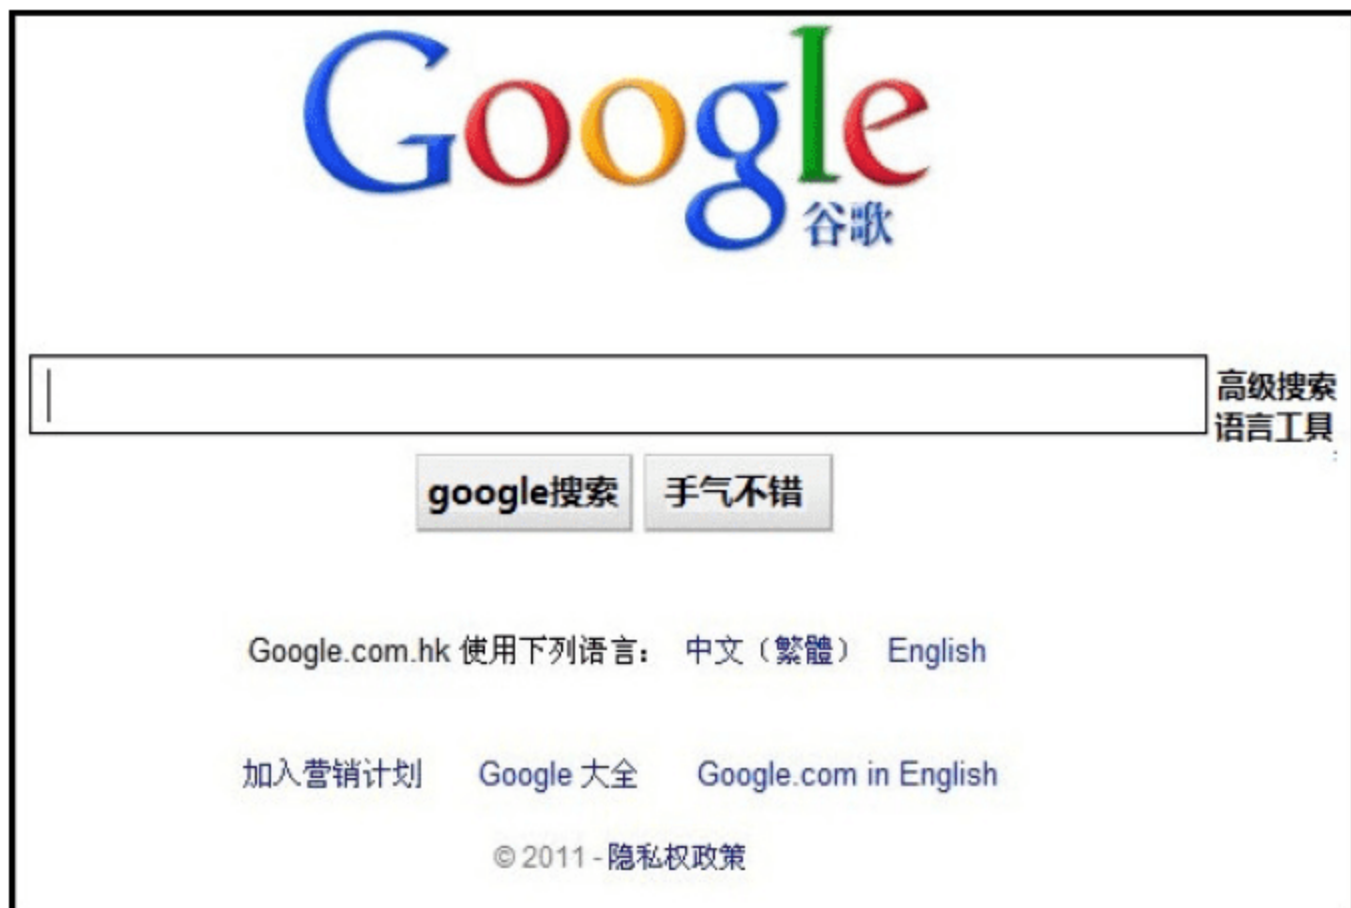 Google
谷歌
高级搜索
语言工具
google搜索 手气不错
Google.com.hk 使用下列语言： 中文（繁體） English
加入营销计划 Google 大全 Google.com in English
© 2011 - 隐私权政策